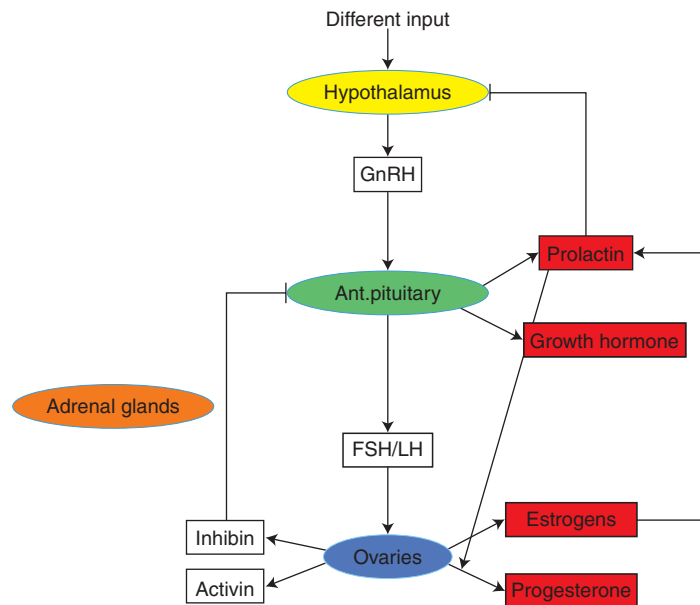 Different input
Hypothalamus
GnRH
Prolactin
Ant.pituitary
Growth hormone
Adrenal glands
FSH/LH
Estrogens
Inhibin
Ovaries
Activin
Progesterone